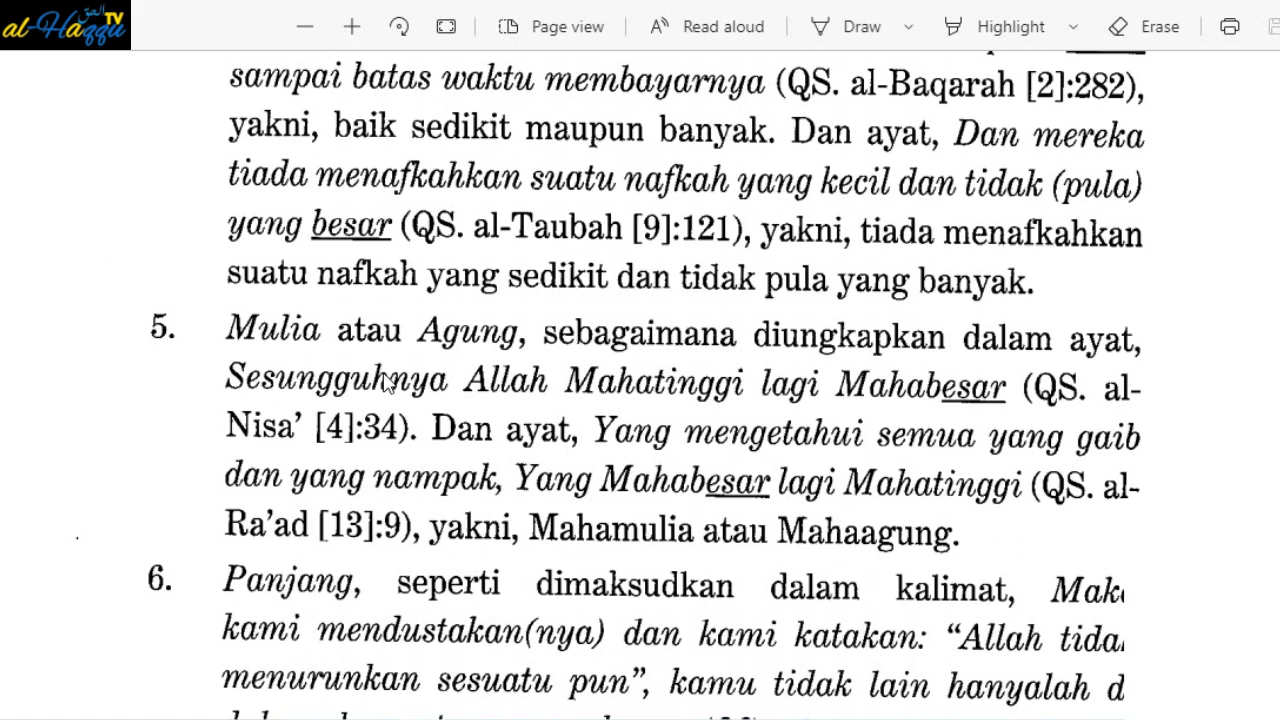 al-Haqqu TV
Page view
Read aloud
Draw
Highlight
Erase
sampai batas waktu membayarnya (QS. al-Baqarah [2]:282),
yakni, baik sedikit maupun banyak. Dan ayat, Dan mereka
tiada menafkahkan suatu nafkah yang kecil dan tidak (pula)
yang besar (QS. al-Taubah [9]:121), yakni, tiada menafkahkan
suatu nafkah yang sedikit dan tidak pula yang banyak.
5. Mulia atau Agung, sebagaimana diungkapkan dalam ayat,
Sesungguhnya Allah Mahatinggi lagi Mahabesar (QS. al-
Nisa’ [4]:34). Dan ayat, Yang mengetahui semua yang gaib
dan yang nampak, Yang Mahabesar lagi Mahatinggi (QS. al-
Ra’ad [13]:9), yakni, Mahamulia atau Mahaagung.
6. Panjang, seperti dimaksudkan dalam kalimat,
kami mendustakan(nya) dan kami katakan: “Allah
menurunkan sesuatu pun”, kamu tidak lain hanyalah d